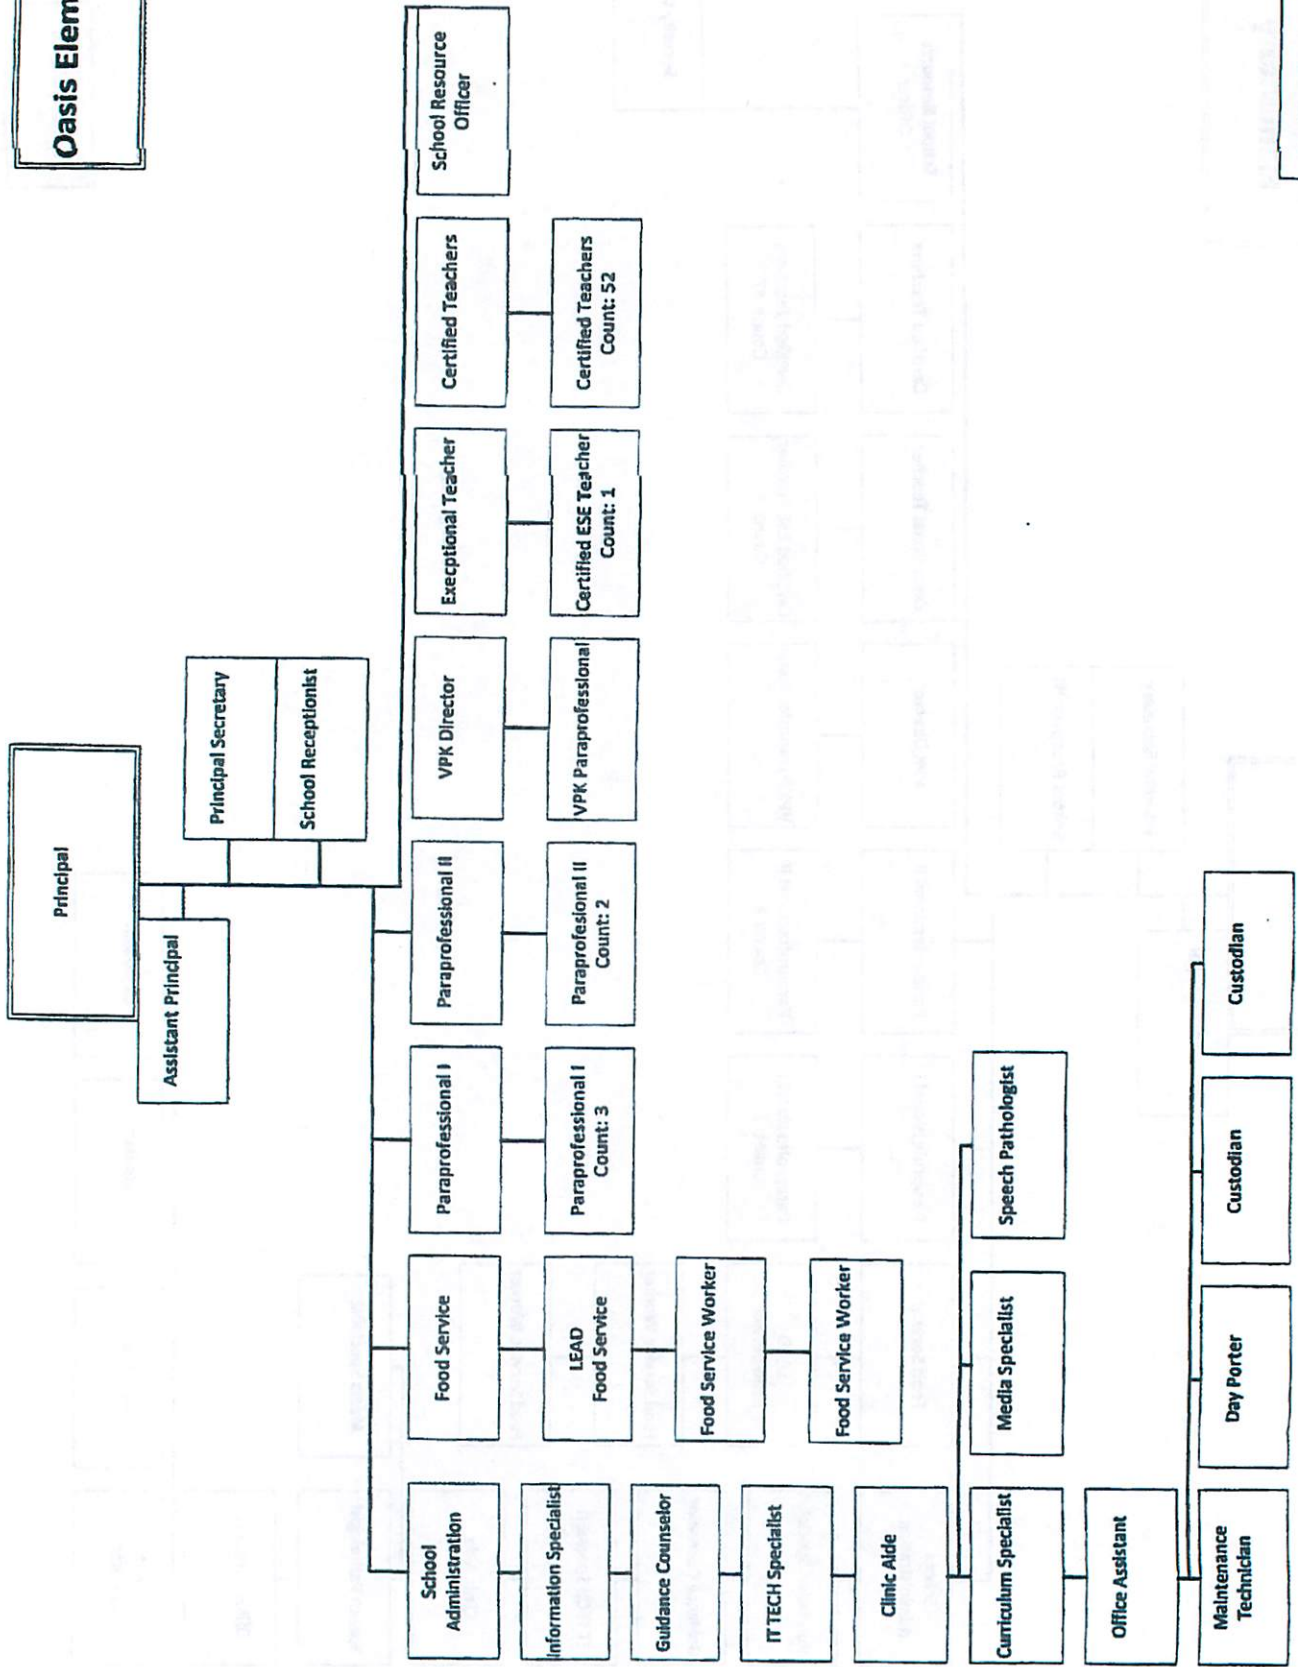 Oasis Elem
Principal
Assistant Principal
Principal Secretary
School Receptionist
School
Administration
Food Service
Paraprofessional I
Paraprofessional II
VPK Director
Execptional Teacher
Certified Teachers
School Resource
Officer
Information Specialist
LEAD
Food Service
Paraprofessional I
Count: 3
Paraprofesional II
Count: 2
VPK Paraprofessional
Certified ESE Teacher
Count: 1
Certified Teachers
Count: 52
Guidance Counselor
Food Service Worker
IT TECH Specialist
Food Service Worker
Clinic Aide
Curriculum Specialist
Media Specialist
Speech Pathologist
Office Assistant
Maintenance
Technician
Day Porter
Custodian
Custodian